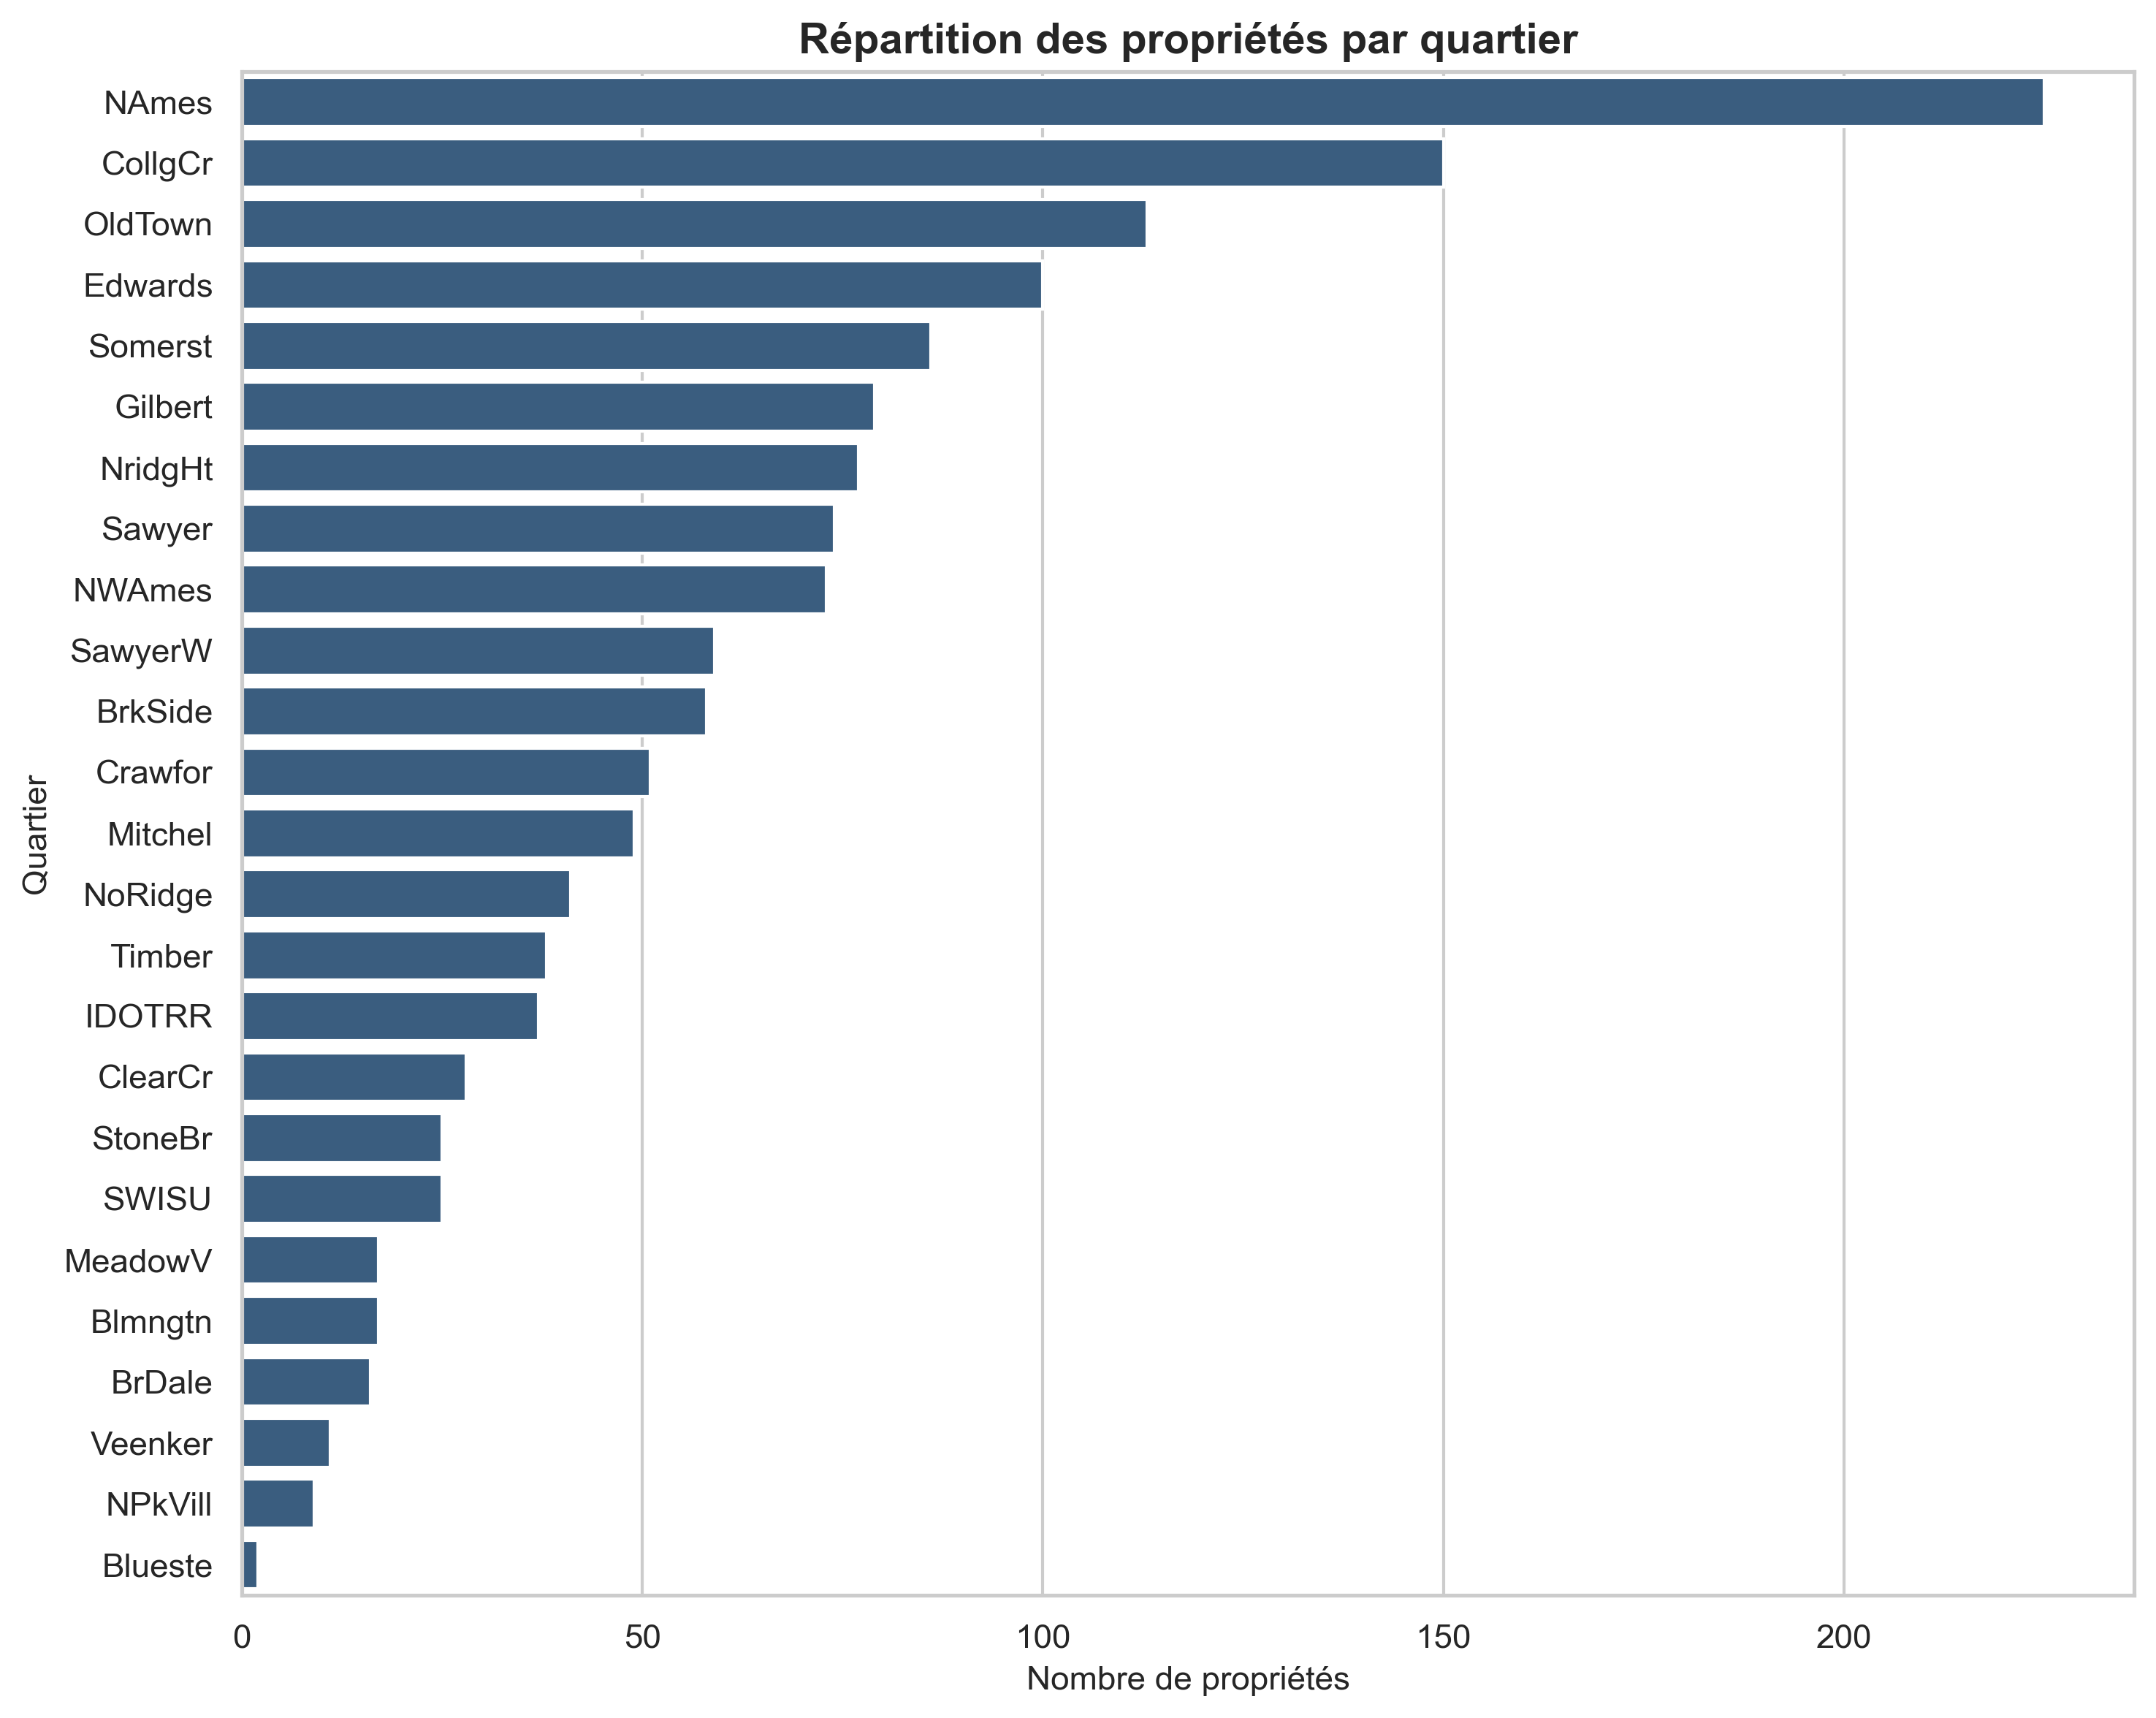 Répartition des propriétés par quartier
NAmes
CollgCr
OldTown
Edwards
Somerst
Gilbert
NridgHt
Sawyer
NWAmes
SawyerW
BrkSide
Crawfor
Mitchel
NoRidge
Timber
IDOTRR
ClearCr
StoneBr
SWISU
MeadowV
Blmngtn
BrDale
Veenker
NPkVill
Blueste
Quartier
0 50 100 150 200
Nombre de propriétés